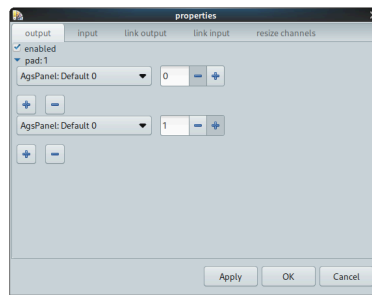 properties
output input link output link input resize channels
enabled
pad: 1
AgsPanel: Default 0 0
AgsPanel: Default 0 1
Apply OK Cancel